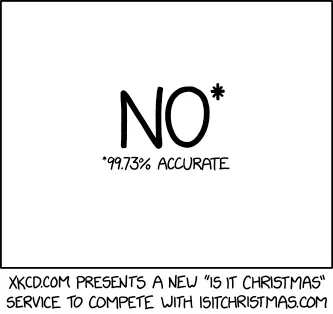 NO*
*99.73% ACCURATE
XKCD.COM PRESENTS A NEW "IS IT CHRISTMAS"
SERVICE TO COMPETE WITH ISITCHRISTMAS.COM